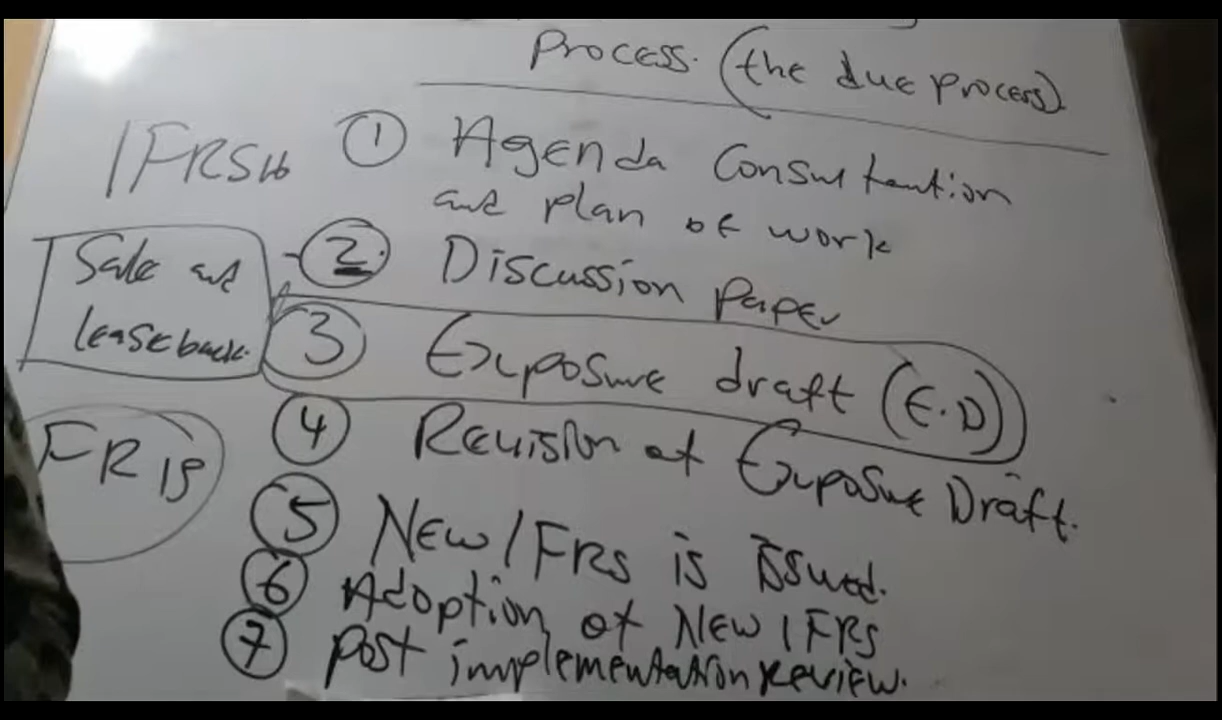 Process. (the due process)
IFRS16
① Agenda Consultation
and plan of work
Sale and
leaseback.
② Discussion Paper
③ Exposure draft (E.D)
④ Revision of Exposure Draft.
FR
⑤ New IFRS is issued.
⑥ Adoption of New IFRS
⑦ Post implementation review.